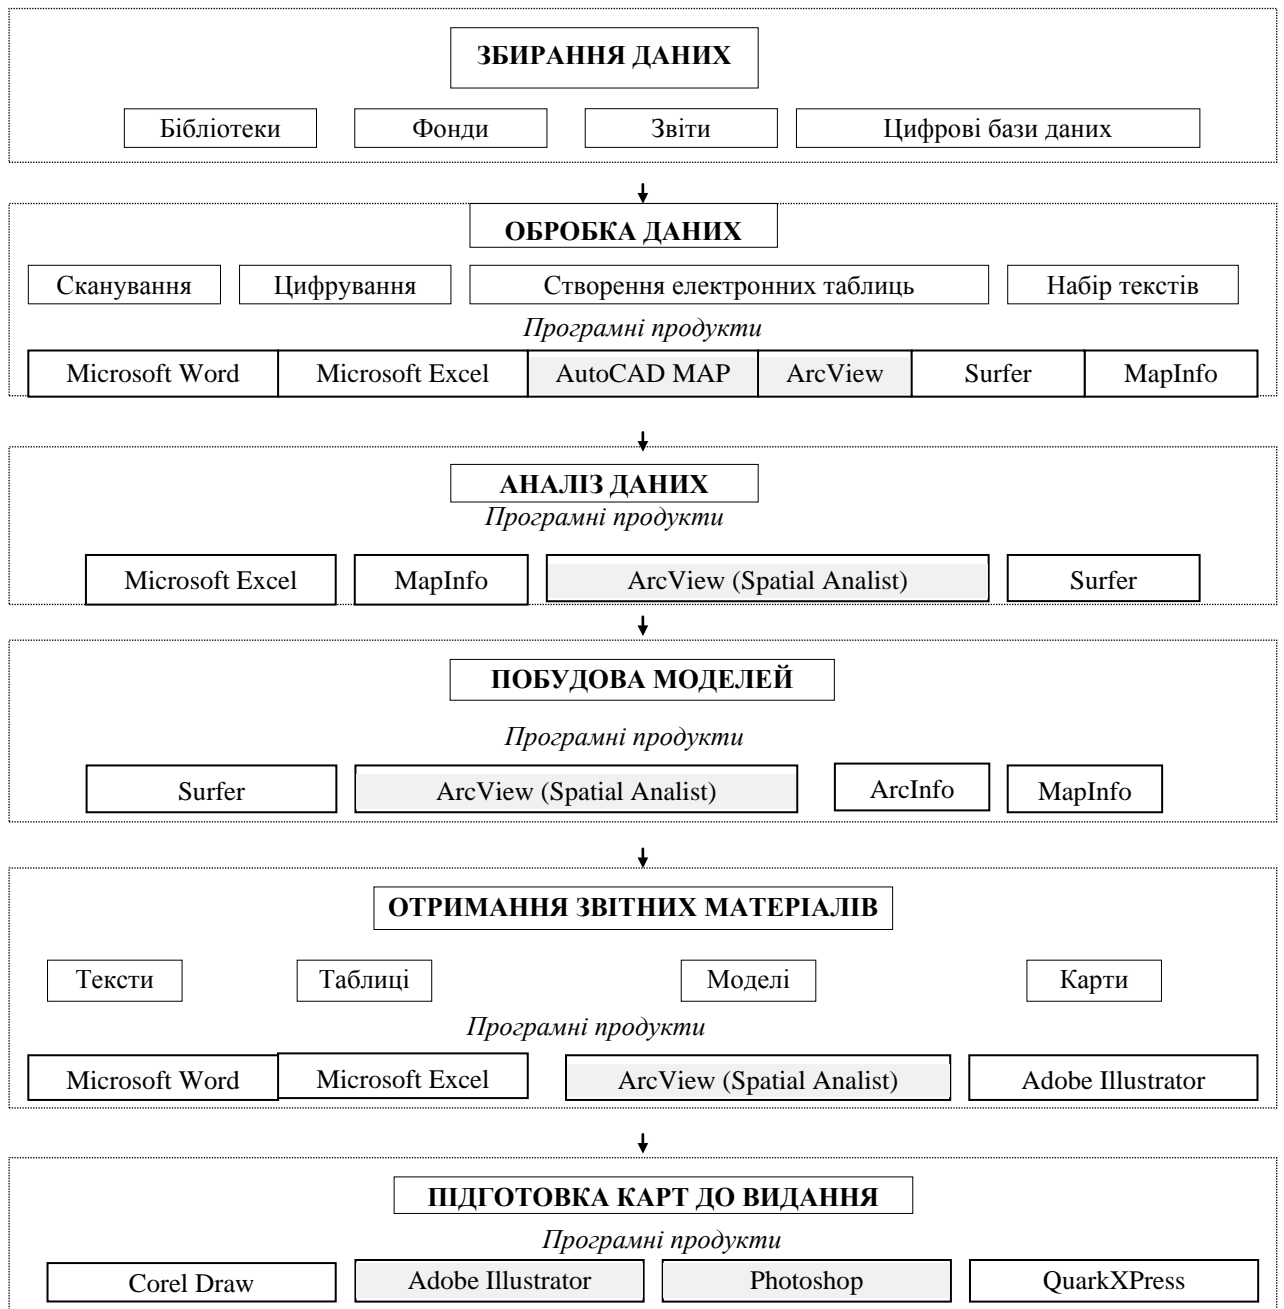 ЗБИРАННЯ ДАНИХ
Бібліотеки Фонди Звіти Цифрові бази даних
ОБРОБКА ДАНИХ
Сканування Цифрування Створення електронних таблиць Набір текстів
Програмні продукти
Microsoft Word Microsoft Excel AutoCAD MAP ArcView Surfer MapInfo
АНАЛІЗ ДАНИХ
Програмні продукти
Microsoft Excel MapInfo ArcView (Spatial Analist) Surfer
ПОБУДОВА МОДЕЛЕЙ
Програмні продукти
Surfer ArcView (Spatial Analist) ArcInfo MapInfo
ОТРИМАННЯ ЗВІТНИХ МАТЕРІАЛІВ
Тексти Таблиці Моделі Карти
Програмні продукти
Microsoft Word Microsoft Excel ArcView (Spatial Analist) Adobe Illustrator
ПІДГОТОВКА КАРТ ДО ВИДАННЯ
Програмні продукти
Corel Draw Adobe Illustrator Photoshop QuarkXPress